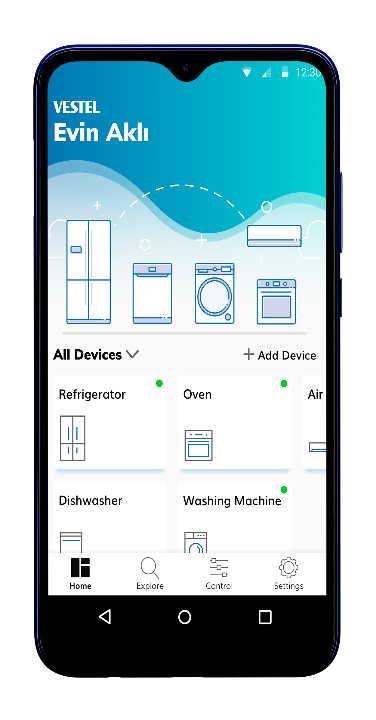 12:30
VESTEL
Evin Aklı
All Devices
+ Add Device
Refrigerator
Oven
Air
Dishwasher
Washing Machine
Home
Explore
Control
Settings